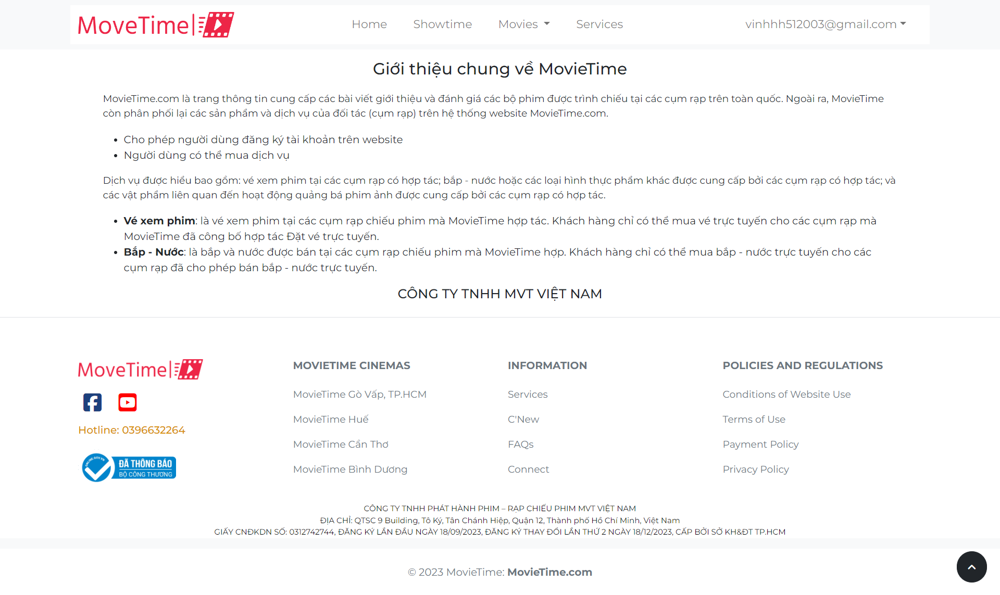 MoveTime
Home
Showtime
Movies
Services
vinhhh512003@gmail.com
Giới thiệu chung về MovieTime
MovieTime.com là trang thông tin cung cấp các bài viết giới thiệu và đánh giá các bộ phim được trình chiếu tại các cụm rạp trên toàn quốc. Ngoài ra, MovieTime
còn phân phối lại các sản phẩm và dịch vụ của đối tác (cụm rạp) trên hệ thống website MovieTime.com.
• Cho phép người dùng đăng ký tài khoản trên website
• Người dùng có thể mua dịch vụ
Dịch vụ được hiểu bao gồm: vé xem phim tại các cụm rạp có hợp tác; bắp - nước hoặc các loại hình thực phẩm khác được cung cấp bởi các cụm rạp có hợp tác; và
các vật phẩm liên quan đến hoạt động quảng bá phim ảnh được cung cấp bởi các cụm rạp có hợp tác.
• Vé xem phim: là vé xem phim tại các cụm rạp chiếu phim mà MovieTime hợp tác. Khách hàng chỉ có thể mua vé trực tuyến cho các cụm rạp mà
MovieTime đã công bố hợp tác Đặt vé trực tuyến.
• Bắp - Nước: là bắp và nước được bán tại các cụm rạp chiếu phim mà MovieTime hợp. Khách hàng chỉ có thể mua bắp - nước trực tuyến cho các
cụm rạp đã cho phép bán bắp - nước trực tuyến.
CÔNG TY TNHH MVT VIỆT NAM
MoveTime
Hotline: 0396632264
ONLINE.GOV.VN
ĐÃ THÔNG BÁO
BỘ CÔNG THƯƠNG
MOVIETIME CINEMAS
MovieTime Gò Vấp, TP.HCM
MovieTime Huế
MovieTime Cần Thơ
MovieTime Bình Dương
INFORMATION
Services
C'New
FAQs
Connect
POLICIES AND REGULATIONS
Conditions of Website Use
Terms of Use
Payment Policy
Privacy Policy
CÔNG TY TNHH PHÁT HÀNH PHIM – RẠP CHIẾU PHIM MVT VIỆT NAM
ĐỊA CHỈ: QTSC 9 Building, Tô Ký, Tân Chánh Hiệp, Quận 12, Thành phố Hồ Chí Minh, Việt Nam
GIẤY CNĐKDN SỐ: 0312742744, ĐĂNG KÝ LẦN ĐẦU NGÀY 18/09/2023, ĐĂNG KÝ THAY ĐỔI LẦN THỨ 2 NGÀY 18/12/2023, CẤP BỞI SỞ KH&ĐT TP.HCM
© 2023 MovieTime: MovieTime.com